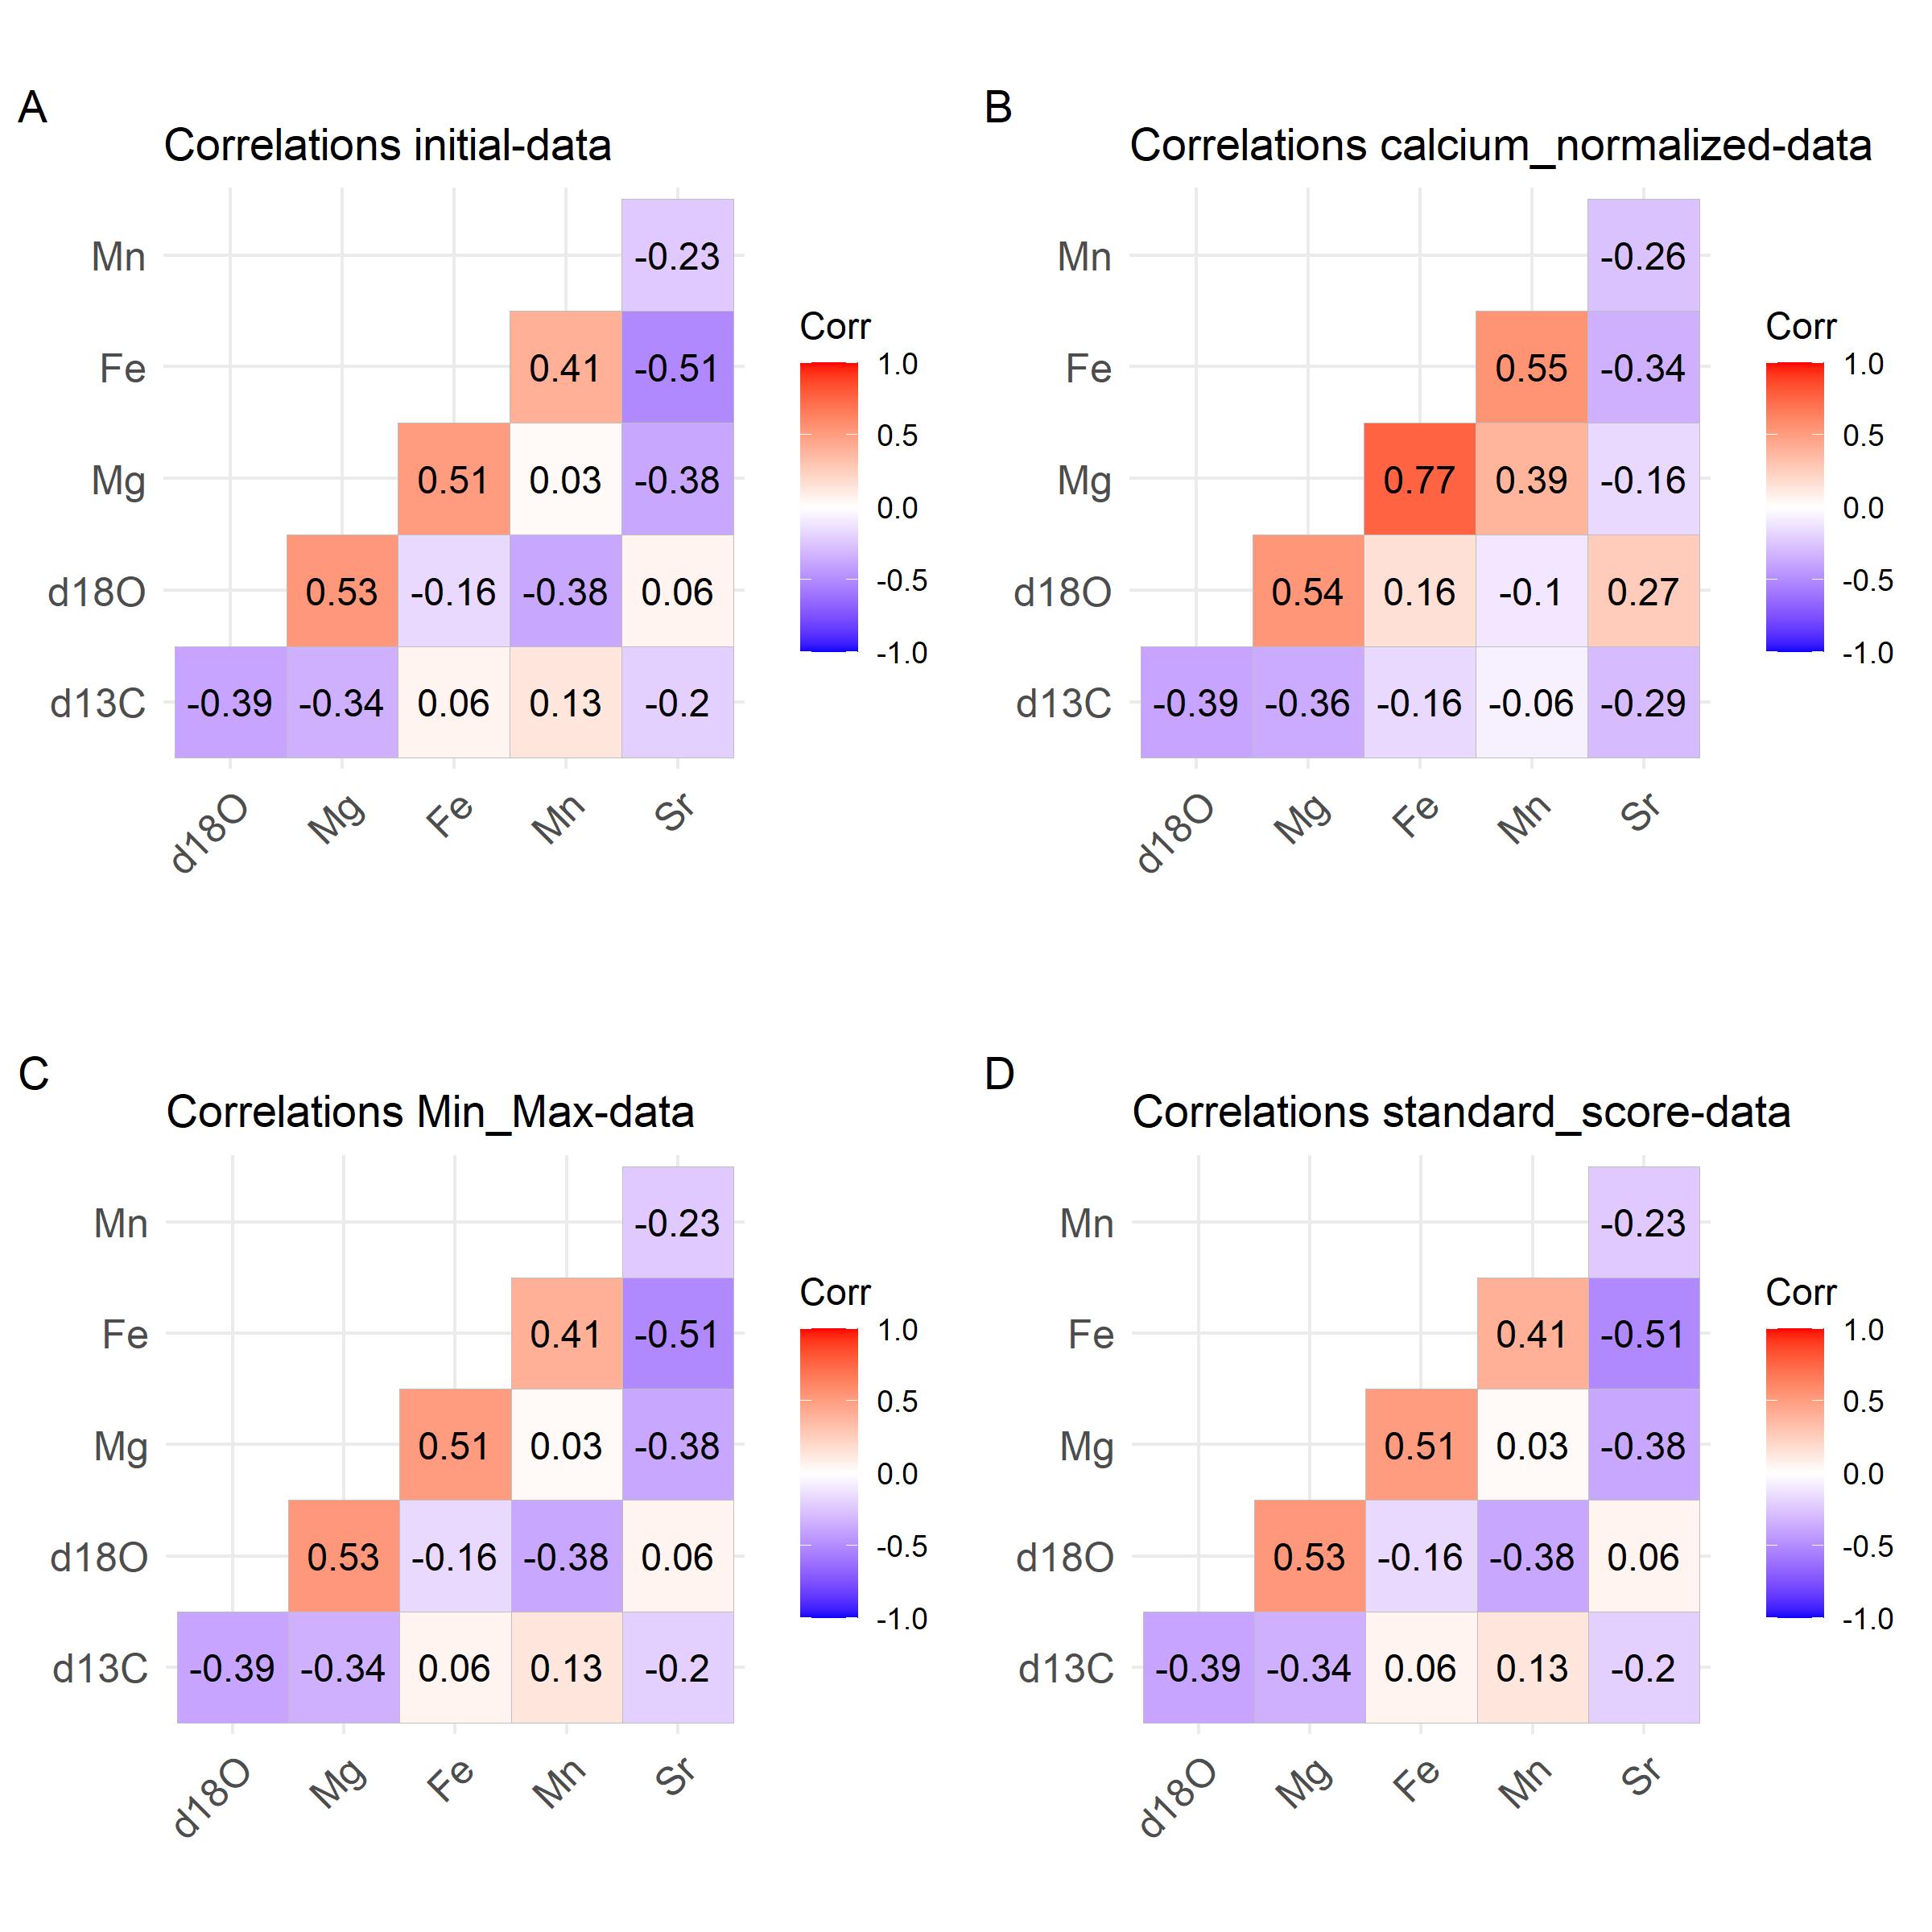 A
Correlations initial-data
Mn -0.23
Fe 0.41 -0.51
Mg 0.51 0.03 -0.38
d18O 0.53 -0.16 -0.38 0.06
d13C -0.39 -0.34 0.06 0.13 -0.2
d18O Mg Fe Mn Sr
Corr
1.0
0.5
0.0
-0.5
-1.0
B
Correlations calcium_normalized-data
Mn -0.26
Fe 0.55 -0.34
Mg 0.77 0.39 -0.16
d18O 0.54 0.16 -0.1 0.27
d13C -0.39 -0.36 -0.16 -0.06 -0.29
d18O Mg Fe Mn Sr
Corr
1.0
0.5
0.0
-0.5
-1.0
C
Correlations Min_Max-data
Mn -0.23
Fe 0.41 -0.51
Mg 0.51 0.03 -0.38
d18O 0.53 -0.16 -0.38 0.06
d13C -0.39 -0.34 0.06 0.13 -0.2
d18O Mg Fe Mn Sr
Corr
1.0
0.5
0.0
-0.5
-1.0
D
Correlations standard_score-data
Mn -0.23
Fe 0.41 -0.51
Mg 0.51 0.03 -0.38
d18O 0.53 -0.16 -0.38 0.06
d13C -0.39 -0.34 0.06 0.13 -0.2
d18O Mg Fe Mn Sr
Corr
1.0
0.5
0.0
-0.5
-1.0